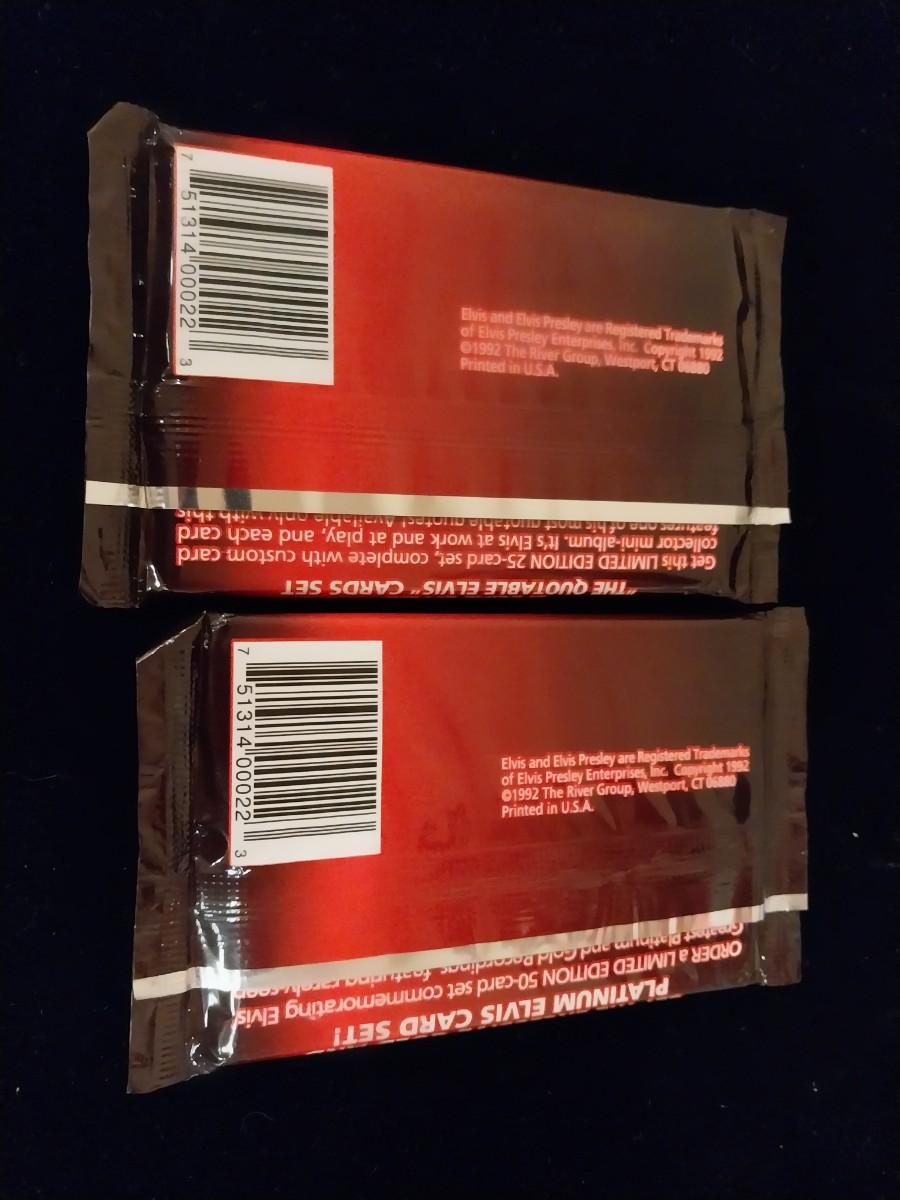 7 51314 00022 3
Elvis and Elvis Presley are Registered Trademarks
of Elvis Presley Enterprises, Inc. Copyright 1992
©1992 The River Group, Westport, CT 06880
Printed in U.S.A.
"THE QUOTABLE ELVIS" CARDS SET
Get this LIMITED EDITION 25-card set, complete with custom card
collector mini-album. It's Elvis at work and at play, and each card
features one of his most quotable quotes! Available only with this
7 51314 00022 3
Elvis and Elvis Presley are Registered Trademarks
of Elvis Presley Enterprises, Inc. Copyright 1992
©1992 The River Group, Westport, CT 06880
Printed in U.S.A.
"PLATINUM ELVIS CARD SET!
ORDER a LIMITED EDITION 50-card set commemorating Elvis'
Greatest Platinum and Gold Recordings, featuring rarely seen